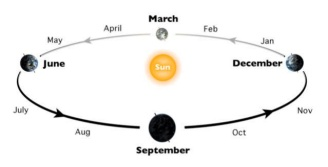 March
April
Feb
May
Jan
June
Sun
December
July
Nov
Aug
Oct
September